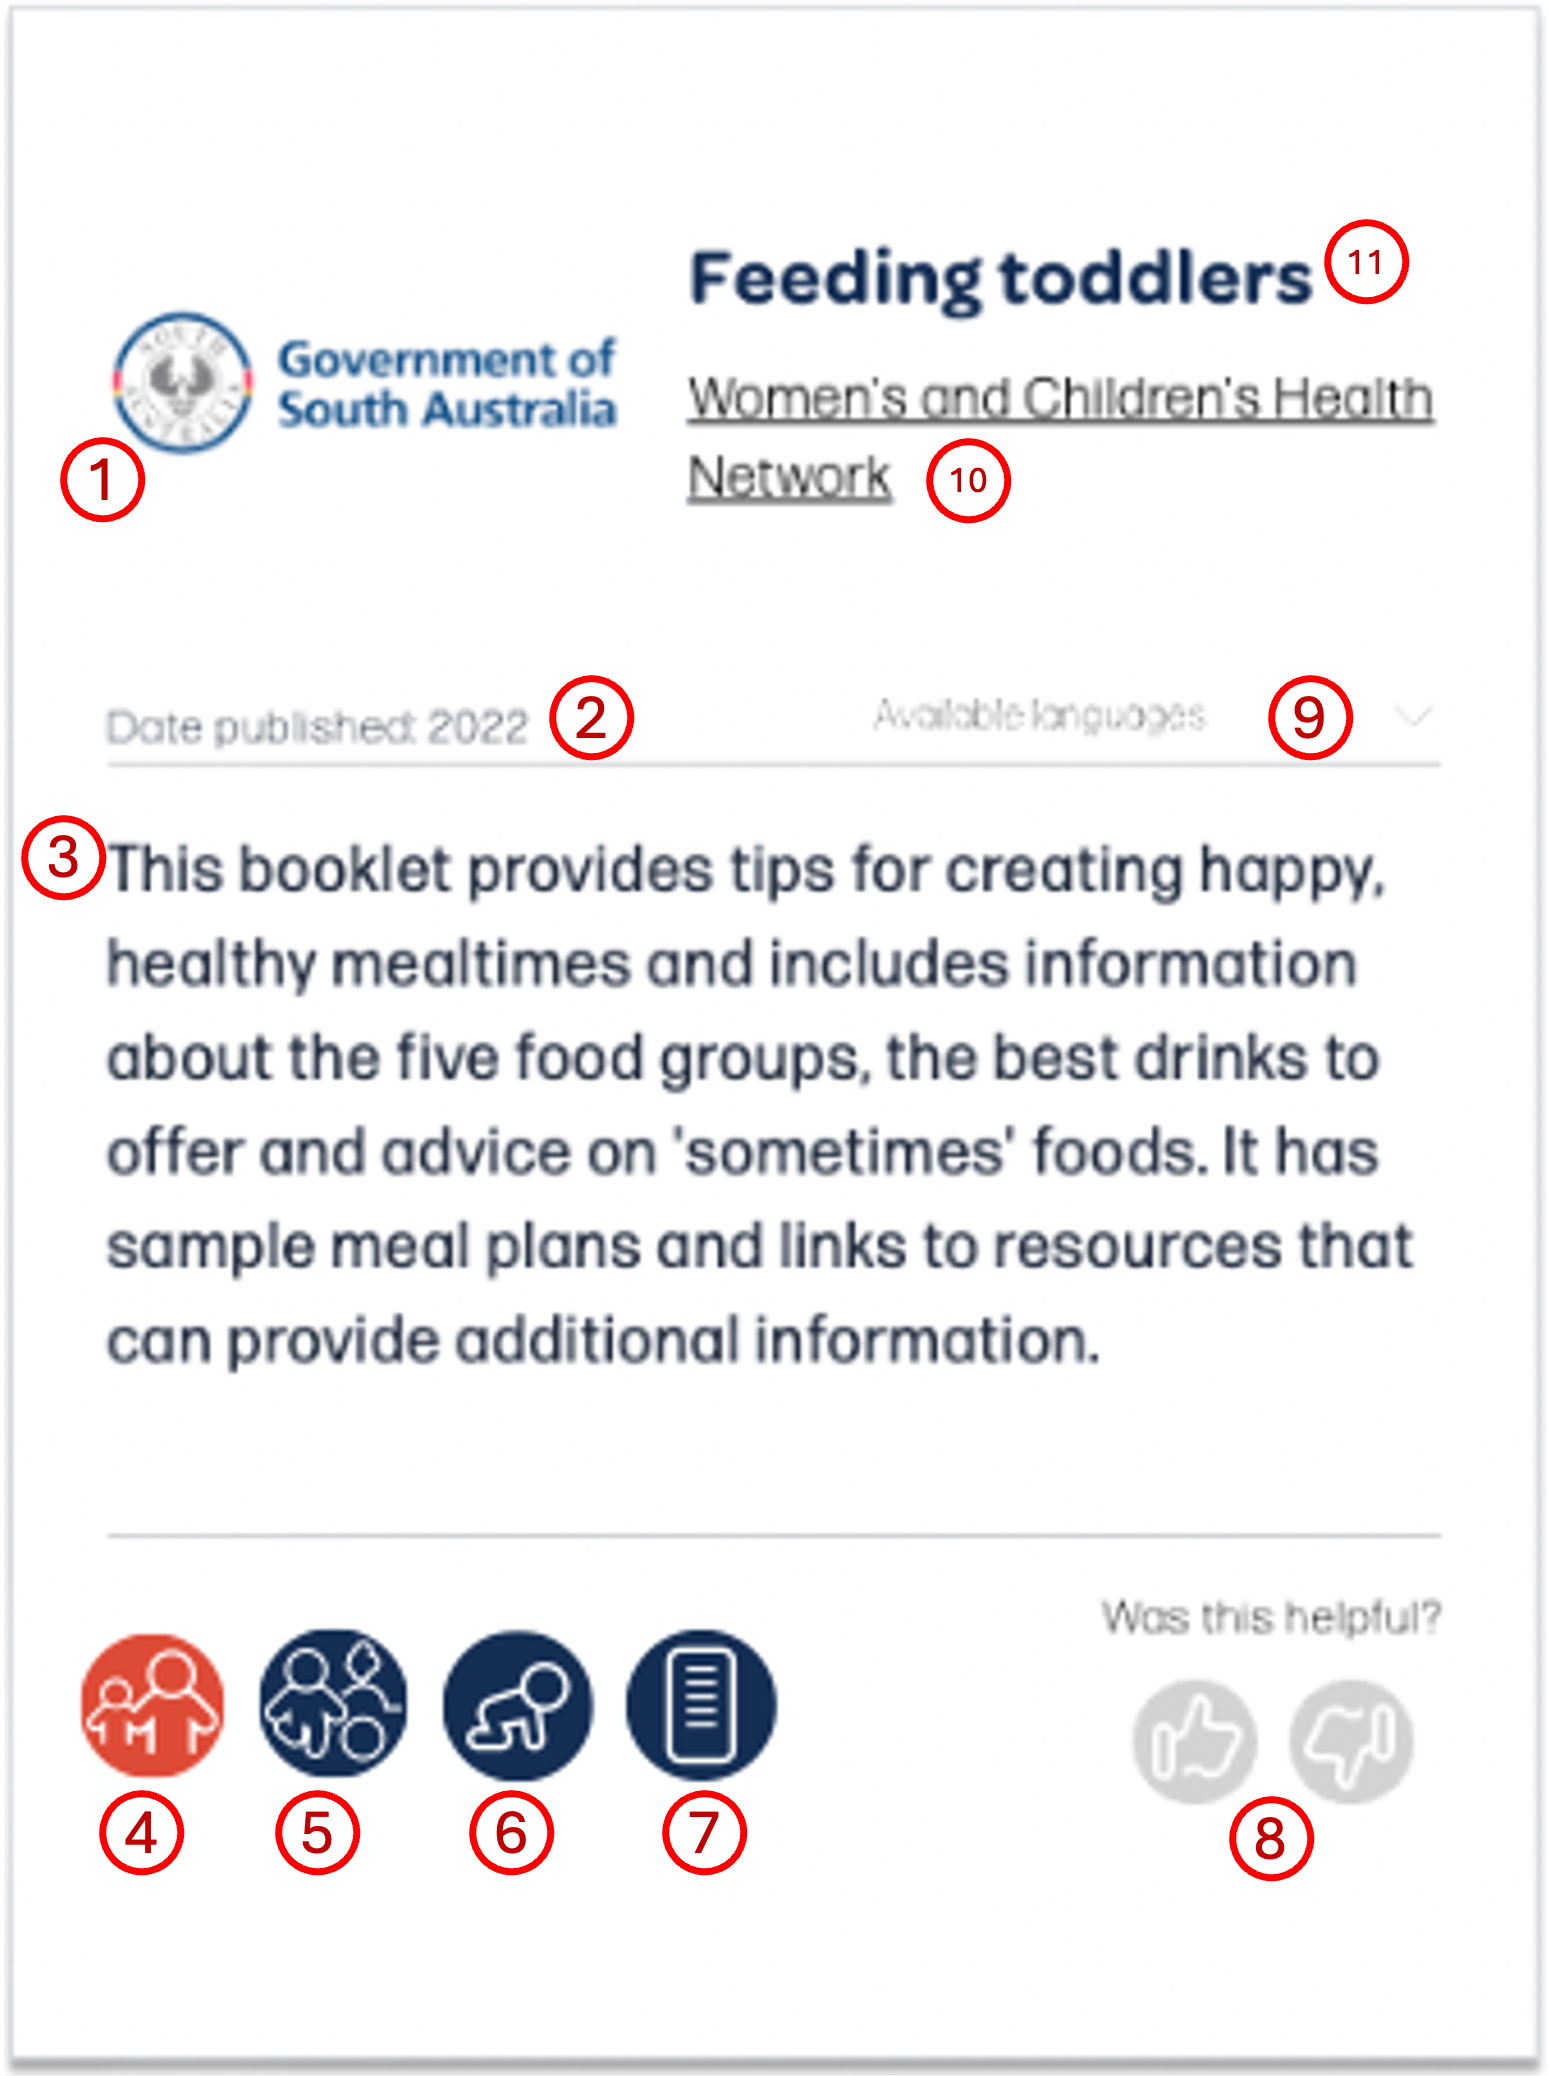 Feeding toddlers 11
Government of
South Australia
SOUTH AUSTRALIA
1
Women's and Children's Health
Network 10
Date published: 2022 2
Available languages 9
3 This booklet provides tips for creating happy,
healthy mealtimes and includes information
about the five food groups, the best drinks to
offer and advice on 'sometimes' foods. It has
sample meal plans and links to resources that
can provide additional information.
Was this helpful?
4 5 6 7 8